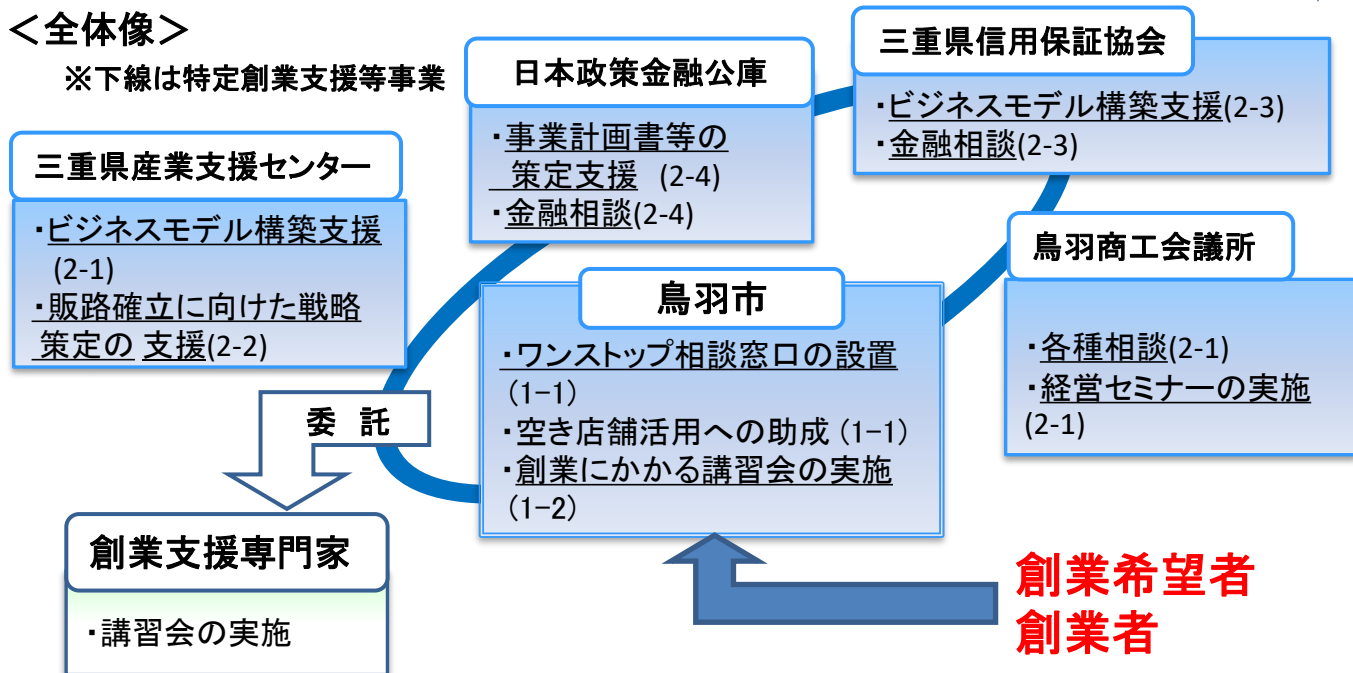 <全体像>
※下線は特定創業支援等事業
三重県産業支援センター
・ビジネスモデル構築支援
(2-1)
・販路確立に向けた戦略
策定の 支援(2-2)
日本政策金融公庫
・事業計画書等の
策定支援 (2-4)
・金融相談(2-4)
三重県信用保証協会
・ビジネスモデル構築支援(2-3)
・金融相談(2-3)
鳥羽商工会議所
・各種相談(2-1)
・経営セミナーの実施
(2-1)
鳥羽市
・ワンストップ相談窓口の設置
(1-1)
・空き店舗活用への助成 (1-1)
・創業にかかる講習会の実施
(1-2)
委 託
創業支援専門家
・講習会の実施
創業希望者
創業者